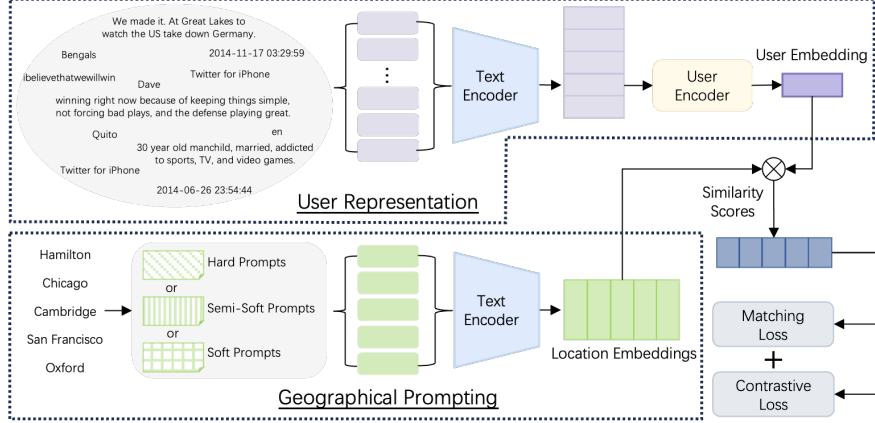 We made it. At Great Lakes to
watch the US take down Germany.
Bengals
2014-11-17 03:29:59
ibelievethatwewillwin
Twitter for iPhone
Dave
winning right now because of keeping things simple,
not forcing bad plays, and the defense playing great.
Quito
en
30 year old manchild, married, addicted
to sports, TV, and video games.
Twitter for iPhone
2014-06-26 23:54:44
User Representation
Text
Encoder
User
Encoder
User Embedding
Similarity
Scores
Hamilton
Chicago
Cambridge
San Francisco
Oxford
Hard Prompts
or
Semi-Soft Prompts
or
Soft Prompts
Text
Encoder
Location Embeddings
Geographical Prompting
Matching
Loss
+
Contrastive
Loss